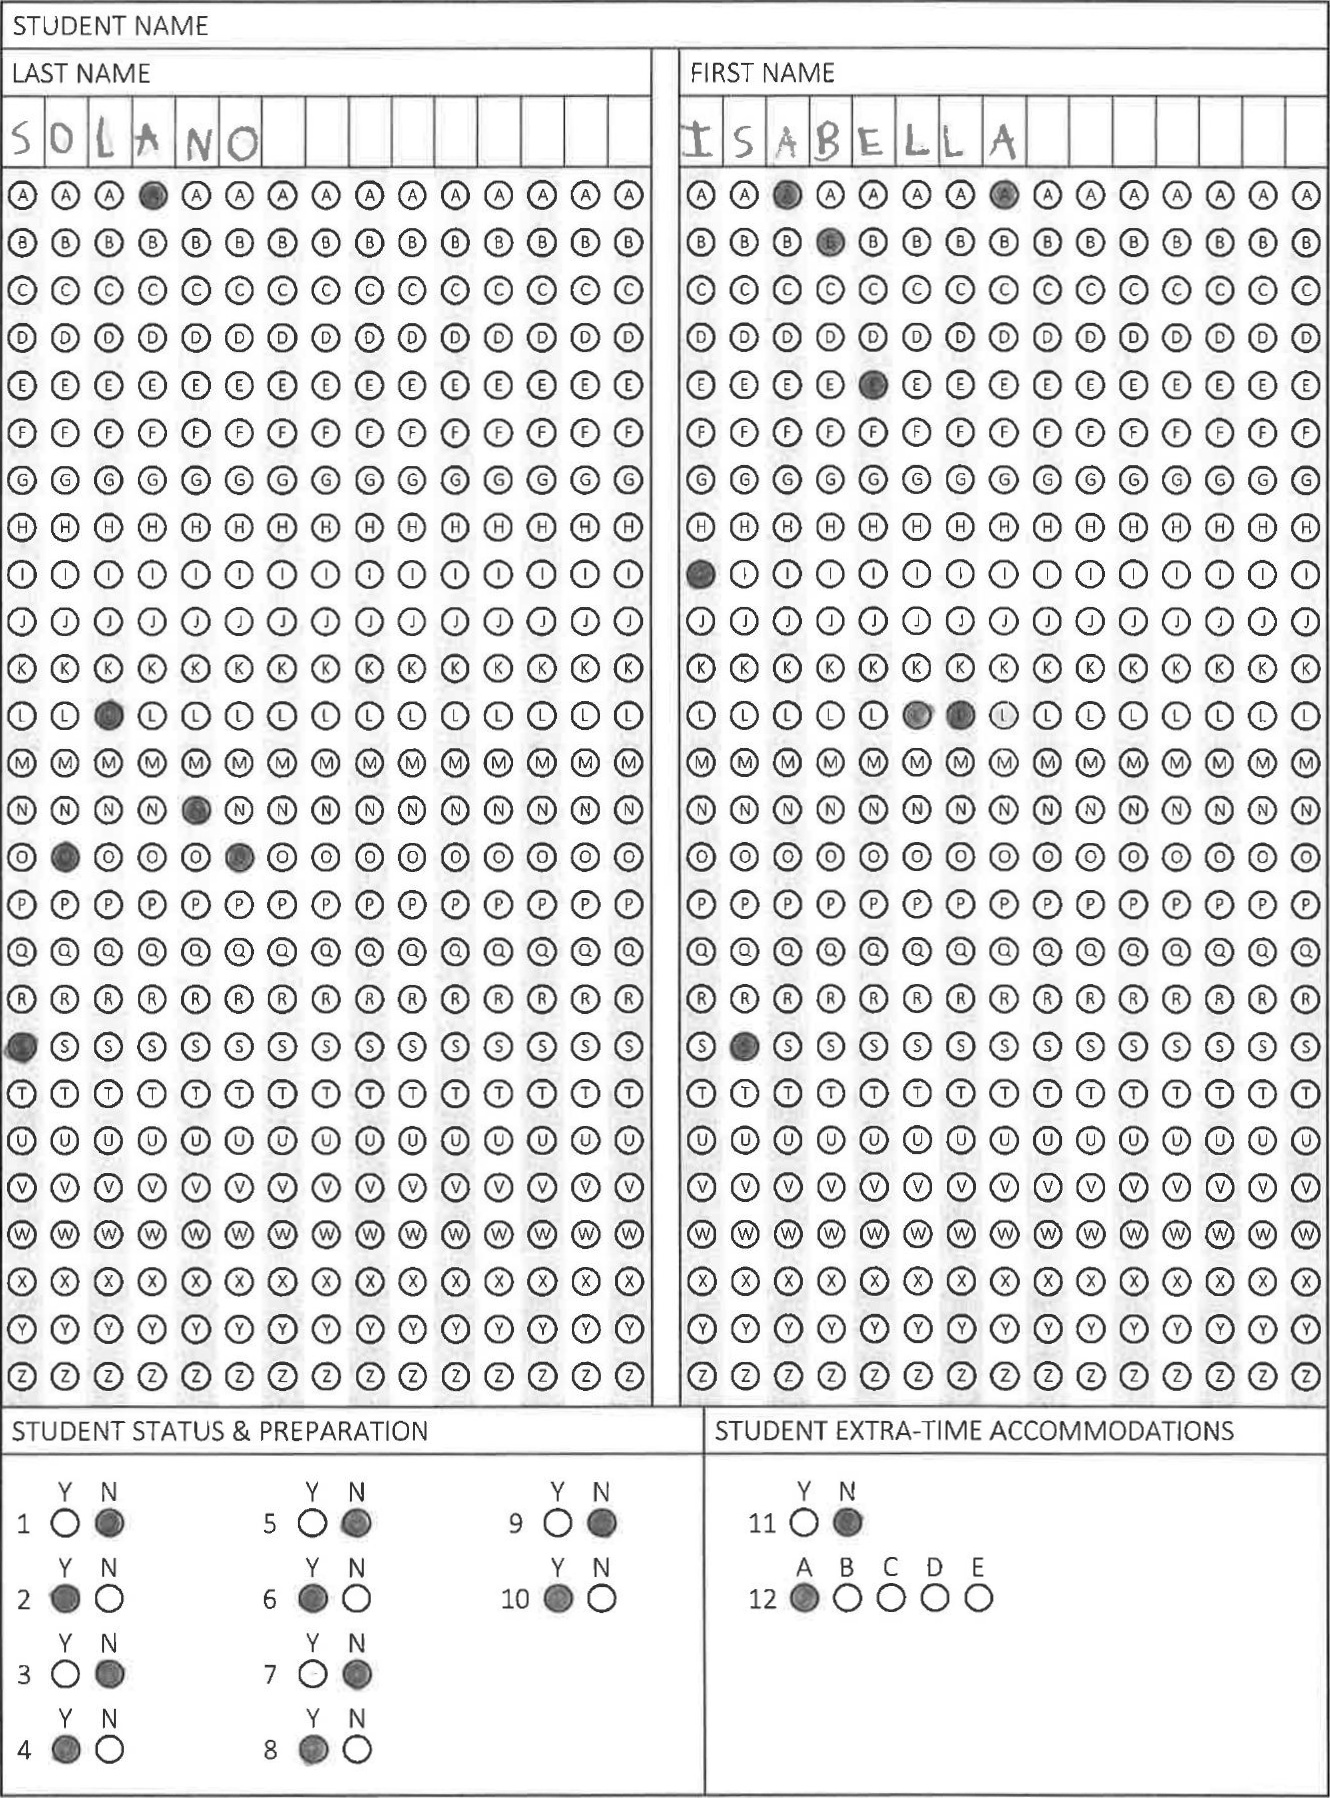 STUDENT NAME
LAST NAME FIRST NAME
SOLANO ISABELLA
A A A A A A A A A A A A A A A A A A A A A A A A A A A A A A
B B B B B B B B B B B B B B B B B B B B B B B B B B B B B B
C C C C C C C C C C C C C C C C C C C C C C C C C C C C C C
D D D D D D D D D D D D D D D D D D D D D D D D D D D D D D
E E E E E E E E E E E E E E E E E E E E E E E E E E E E E E
F F F F F F F F F F F F F F F F F F F F F F F F F F F F F F
G G G G G G G G G G G G G G G G G G G G G G G G G G G G G G
H H H H H H H H H H H H H H H H H H H H H H H H H H H H H H
I I I I I I I I I I I I I I I I I I I I I I I I I I I I I
J J J J J J J J J J J J J J J J J J J J J J J J J J J J J J
K K K K K K K K K K K K K K K K K K K K K K K K K K K K K K
L L L L L L L L L L L L L L L L L L L L L L L L L L L
M M M M M M M M M M M M M M M M M M M M M M M M M M M M M M
N N N N N N N N N N N N N N N N N N N N N N N N N N N N N
O O O O O O O O O O O O O O O O O O O O O O O O O O O O
P P P P P P P P P P P P P P P P P P P P P P P P P P P P P P
Q Q Q Q Q Q Q Q Q Q Q Q Q Q Q Q Q Q Q Q Q Q Q Q Q Q Q Q Q Q
R R R R R R R R R R R R R R R R R R R R R R R R R R R R R R
S S S S S S S S S S S S S S S S S S S S S S S S S S S S
T T T T T T T T T T T T T T T T T T T T T T T T T T T T T T
U U U U U U U U U U U U U U U U U U U U U U U U U U U U U U
V V V V V V V V V V V V V V V V V V V V V V V V V V V V V V
W W W W W W W W W W W W W W W W W W W W W W W W W W W W W W
X X X X X X X X X X X X X X X X X X X X X X X X X X X X X X
Y Y Y Y Y Y Y Y Y Y Y Y Y Y Y Y Y Y Y Y Y Y Y Y Y Y Y Y Y Y
Z Z Z Z Z Z Z Z Z Z Z Z Z Z Z Z Z Z Z Z Z Z Z Z Z Z Z Z Z Z
STUDENT STATUS & PREPARATION STUDENT EXTRA-TIME ACCOMMODATIONS
Y N Y N Y N Y N
1 5 9 11
Y N Y N Y N A B C D E
2 6 10 12
Y N Y N
3 7
Y N Y N
4 8